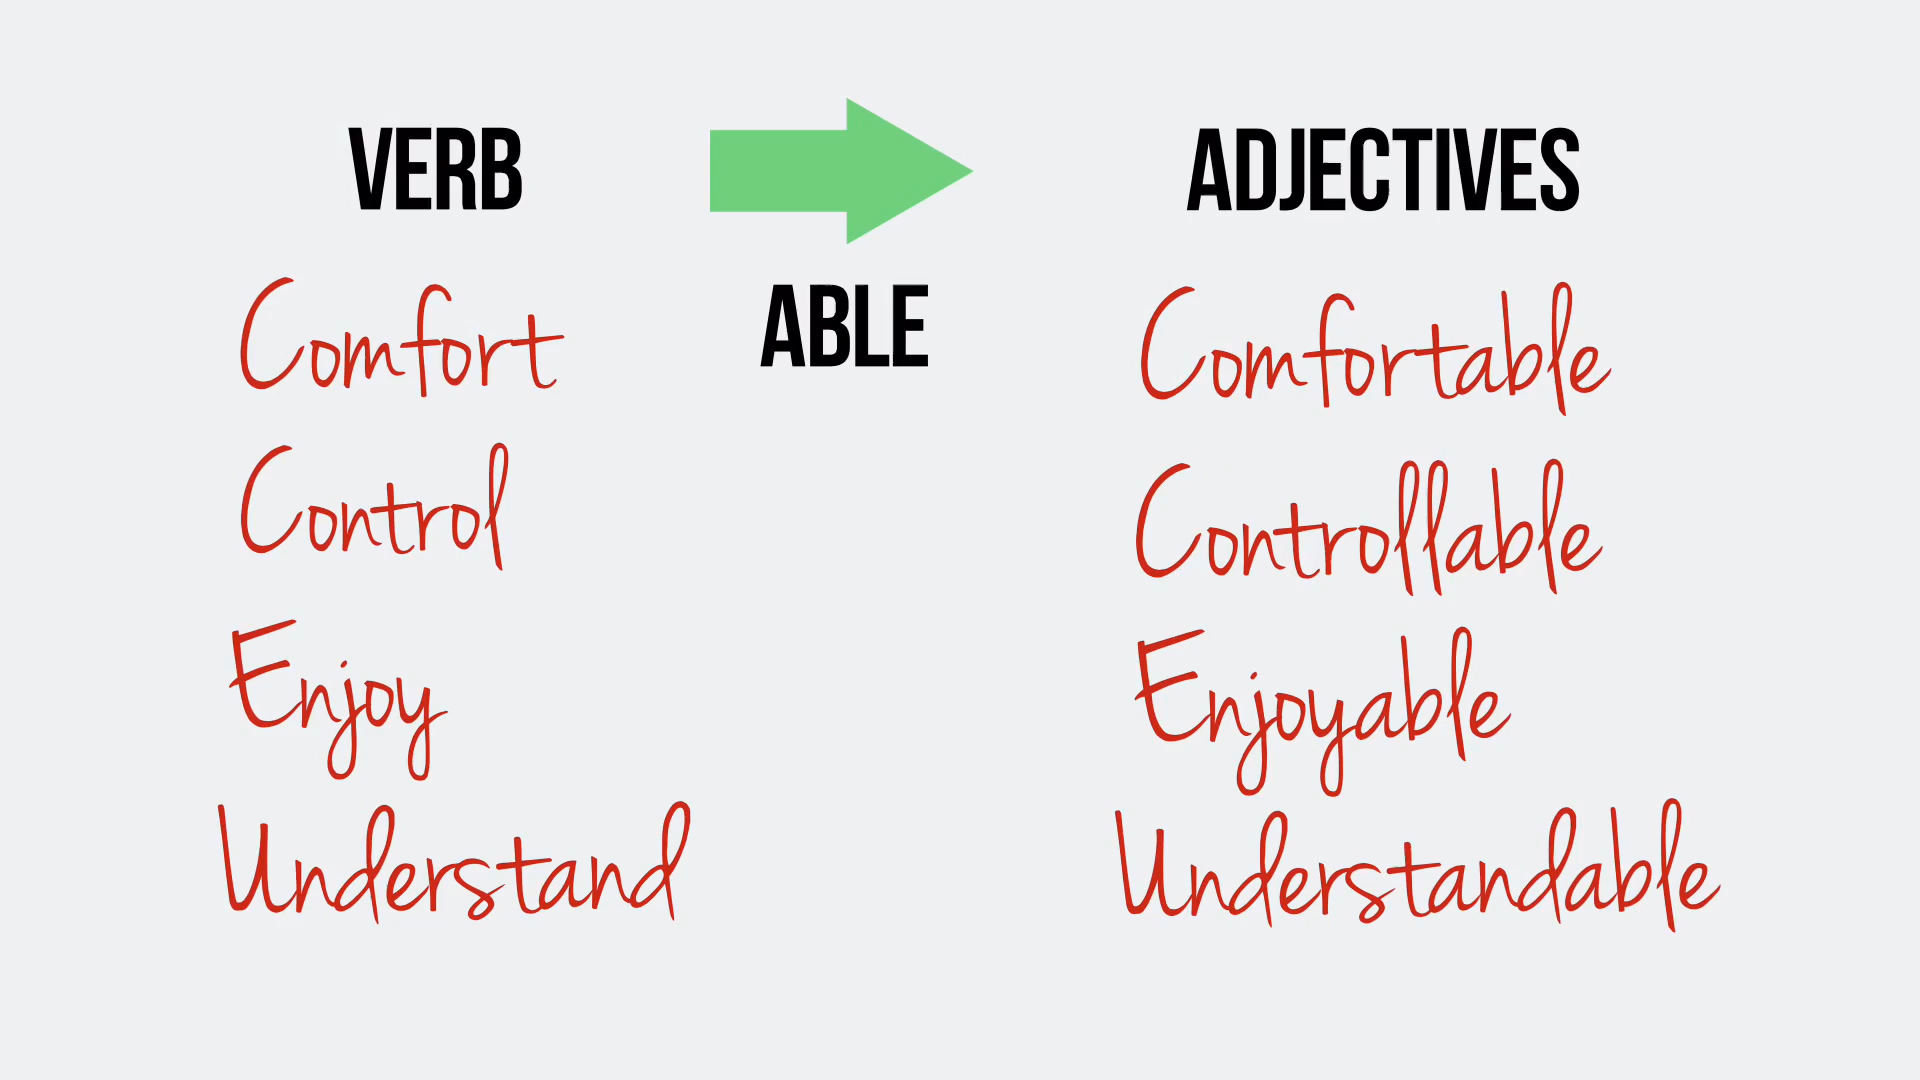 VERB ADJECTIVES
ABLE
Comfort Comfortable
Control Controllable
Enjoy Enjoyable
Understand Understandable